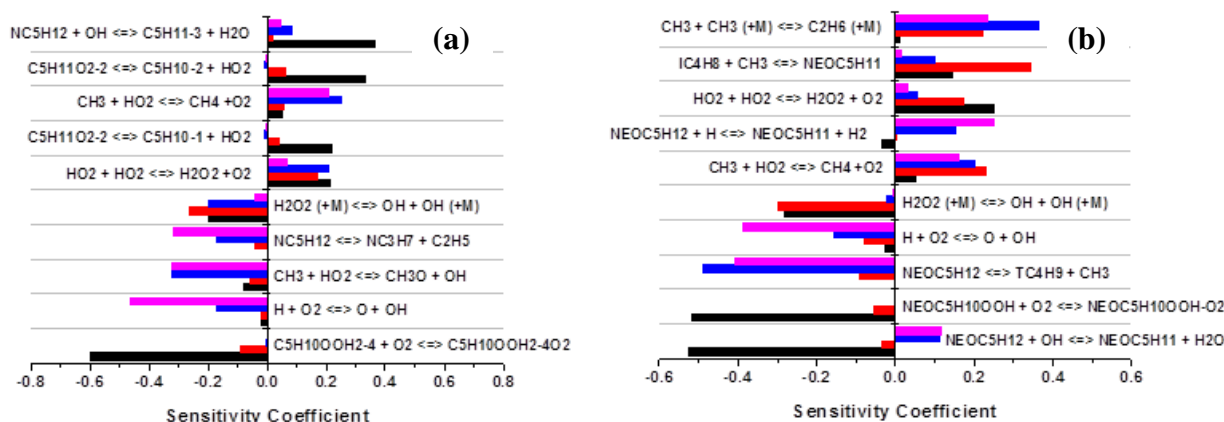 (a)
NC5H12 + OH <=> C5H11-3 + H2O
C5H11O2-2 <=> C5H10-2 + HO2
CH3 + HO2 <=> CH4 +O2
C5H11O2-2 <=> C5H10-1 + HO2
HO2 + HO2 <=> H2O2 +O2
H2O2 (+M) <=> OH + OH (+M)
NC5H12 <=> NC3H7 + C2H5
CH3 + HO2 <=> CH3O + OH
H + O2 <=> O + OH
C5H10OOH2-4 + O2 <=> C5H10OOH2-4O2
-0.8 -0.6 -0.4 -0.2 0.0 0.2 0.4 0.6 0.8
Sensitivity Coefficient
(b)
CH3 + CH3 (+M) <=> C2H6 (+M)
IC4H8 + CH3 <=> NEOC5H11
HO2 + HO2 <=> H2O2 + O2
NEOC5H12 + H <=> NEOC5H11 + H2
CH3 + HO2 <=> CH4 +O2
H2O2 (+M) <=> OH + OH (+M)
H + O2 <=> O + OH
NEOC5H12 <=> TC4H9 + CH3
NEOC5H10OOH + O2 <=> NEOC5H10OOH-O2
NEOC5H12 + OH <=> NEOC5H11 + H2O
-0.6 -0.4 -0.2 0.0 0.2 0.4 0.6
Sensitivity Coefficient